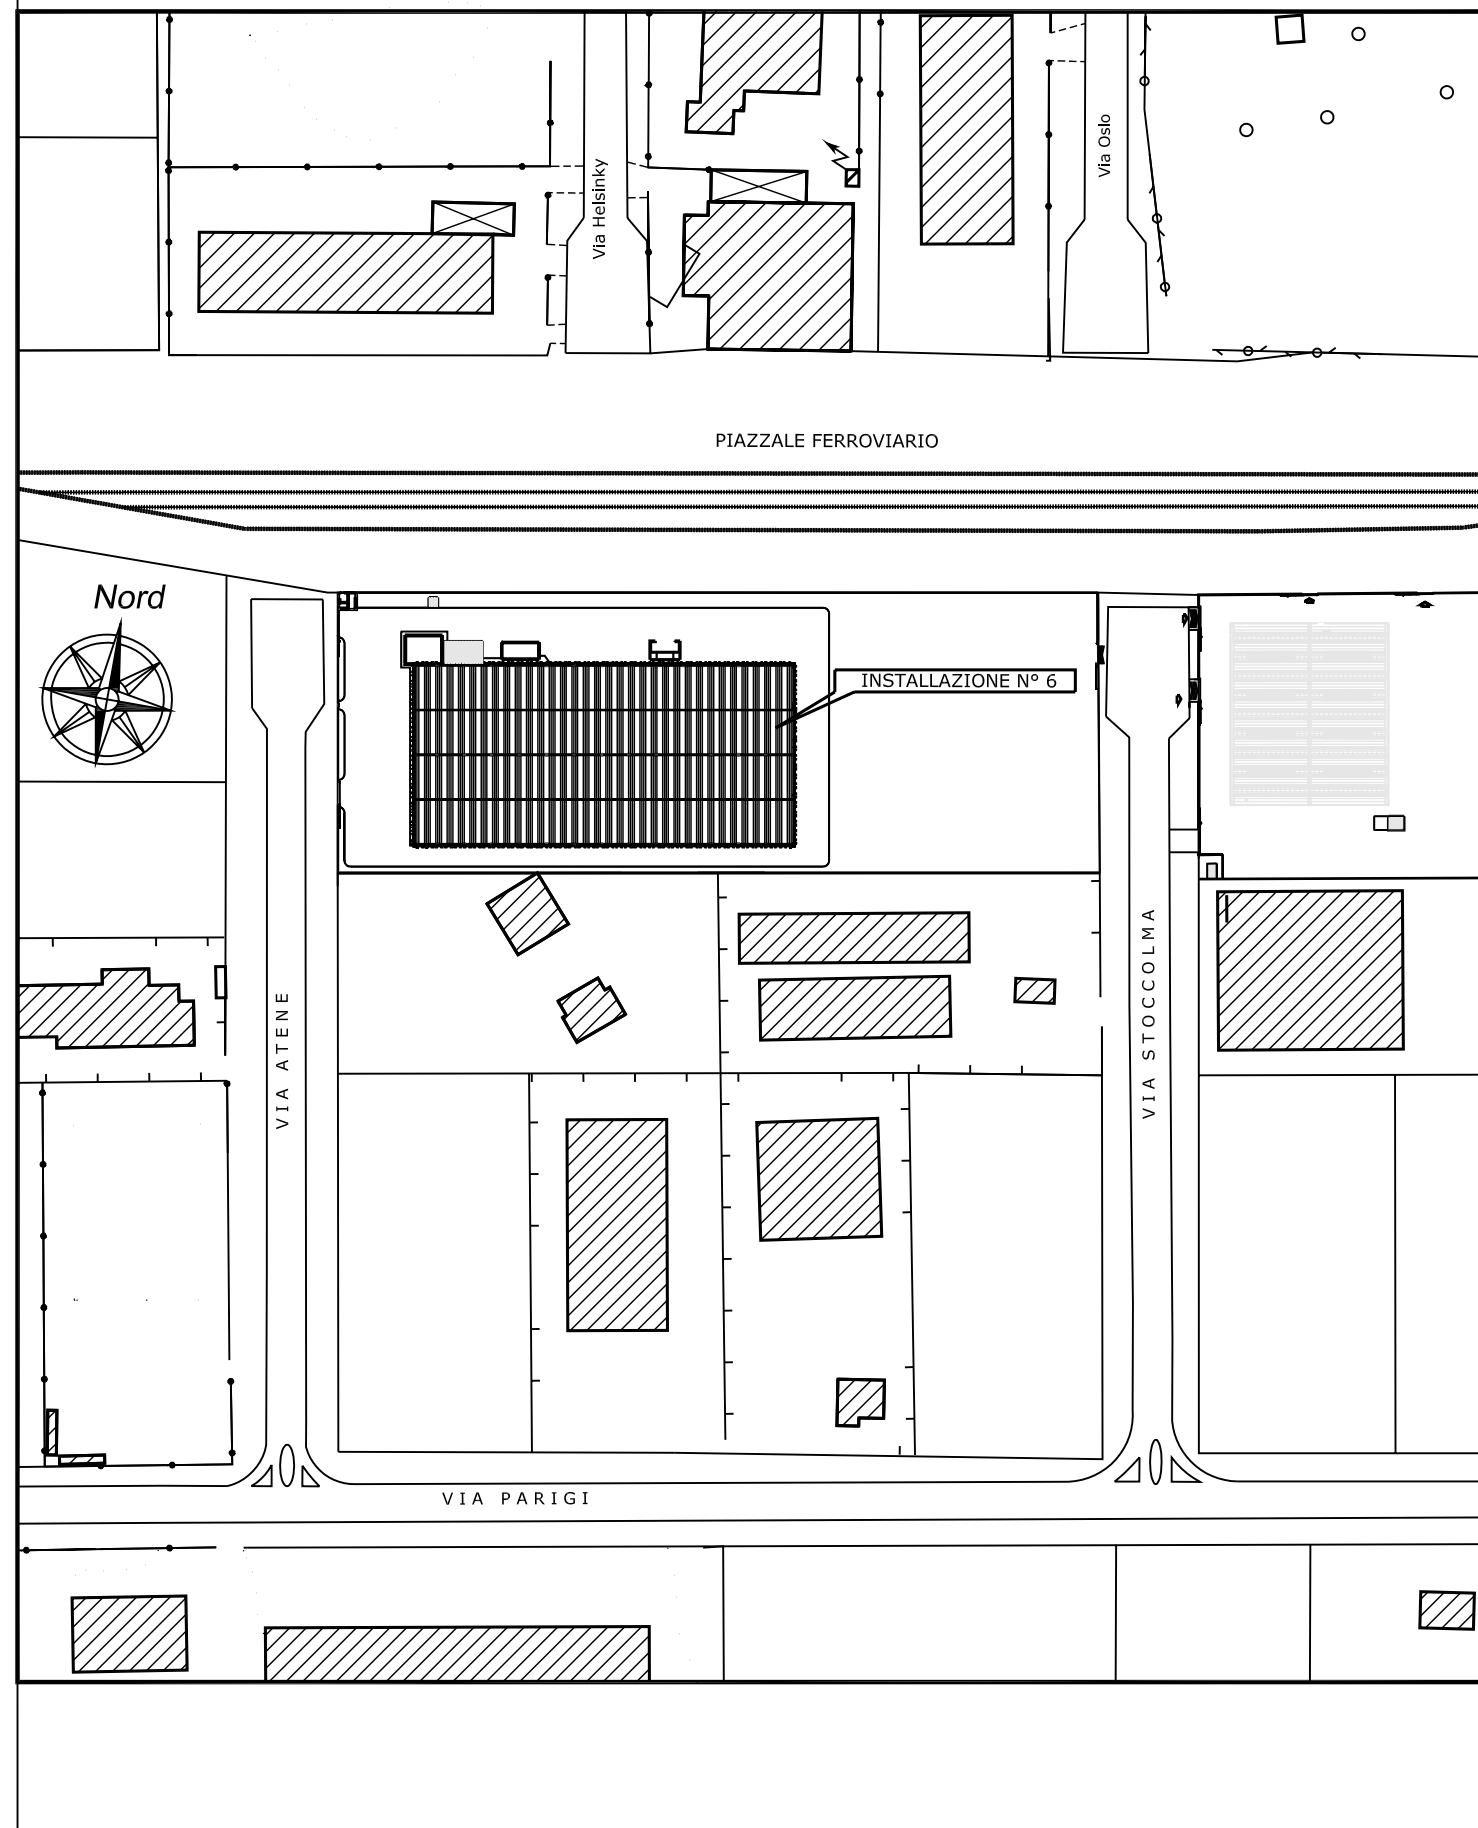 Via Helsinky
Via Oslo
PIAZZALE FERROVIARIO
Nord
INSTALLAZIONE N° 6
VIA ATENE
VIA STOCCOLMA
VIA PARIGI